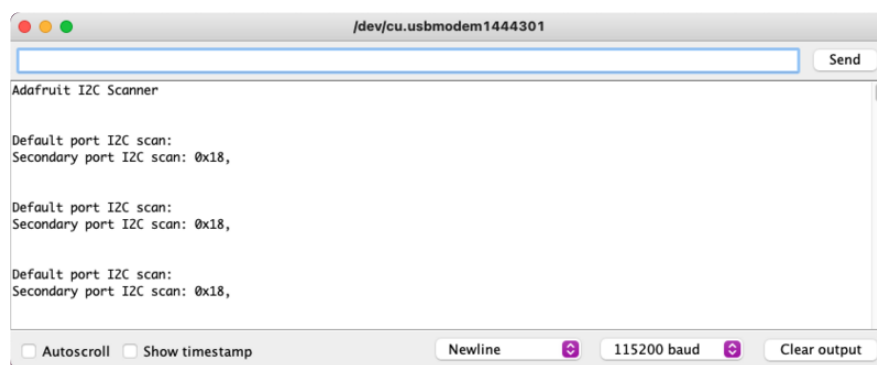 /dev/cu.usbmodem1444301
Send
Adafruit I2C Scanner
Default port I2C scan:
Secondary port I2C scan: 0x18,
Default port I2C scan:
Secondary port I2C scan: 0x18,
Default port I2C scan:
Secondary port I2C scan: 0x18,
Autoscroll Show timestamp Newline 115200 baud Clear output